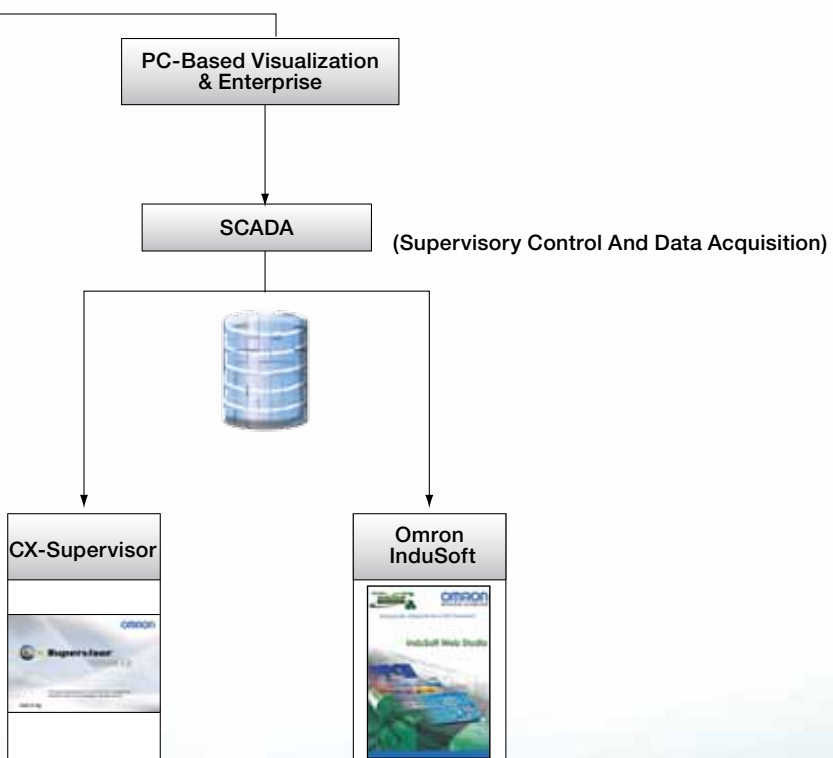 PC-Based Visualization
& Enterprise
SCADA
(Supervisory Control And Data Acquisition)
CX-Supervisor
Omron
InduSoft
OMRON
Supervisor
OMRON
InduSoft Web Studio